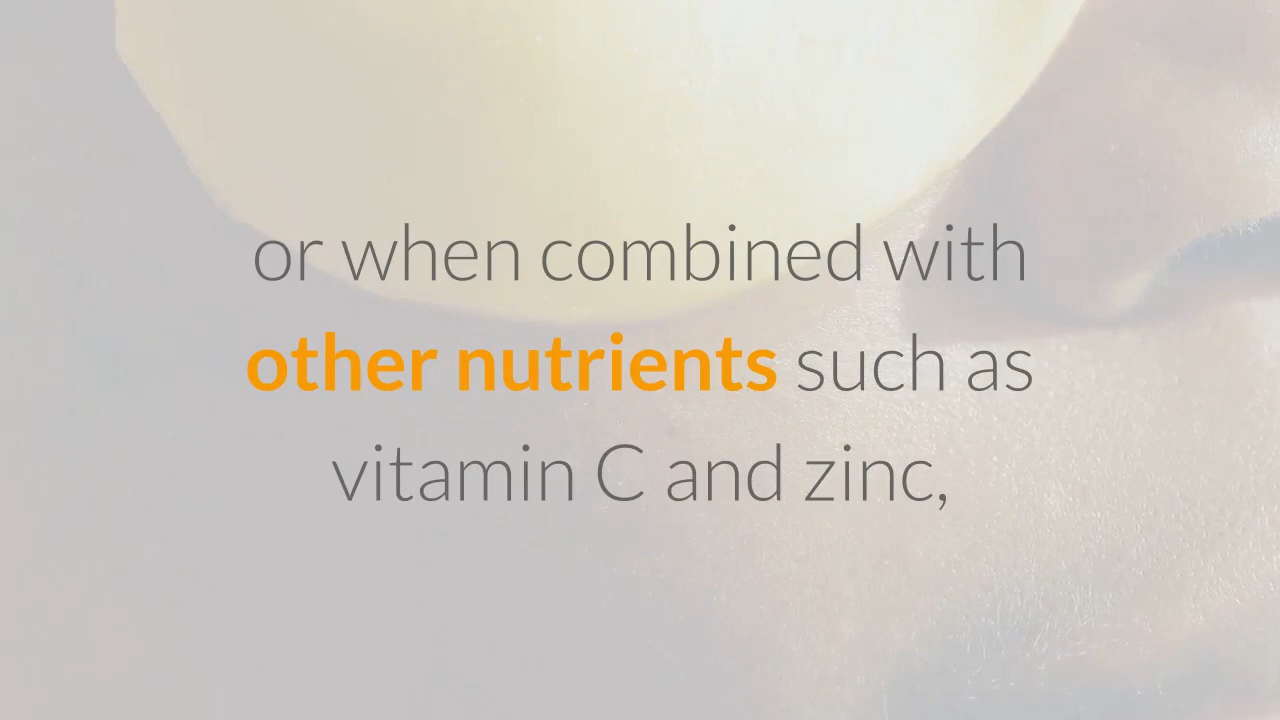 or when combined with
other nutrients such as
vitamin C and zinc,